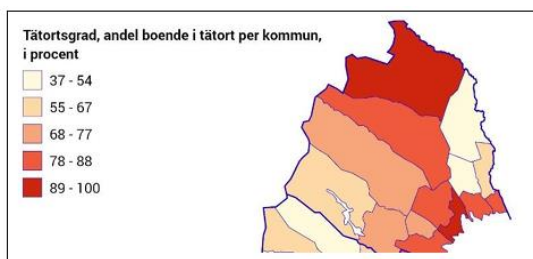 Tätortsgrad, andel boende i tätort per kommun,
i procent
37 - 54
55 - 67
68 - 77
78 - 88
89 - 100